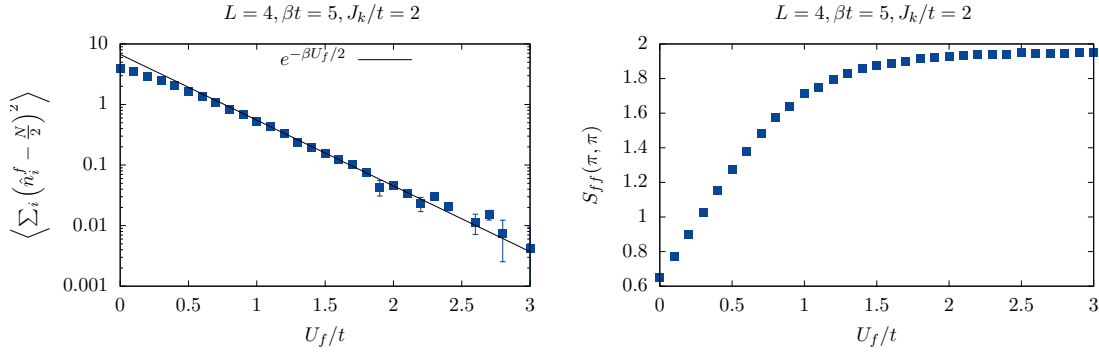 L = 4, βt = 5, J_k/t = 2
10
1
0.1
0.01
0.001
⟨∑_i (n̂_i^f − N/2)^2⟩
e^{−βU_f/2}
0 0.5 1 1.5 2 2.5 3
U_f/t
L = 4, βt = 5, J_k/t = 2
2
1.8
1.6
1.4
1.2
1
0.8
0.6
S_{ff}(π, π)
0 0.5 1 1.5 2 2.5 3
U_f/t